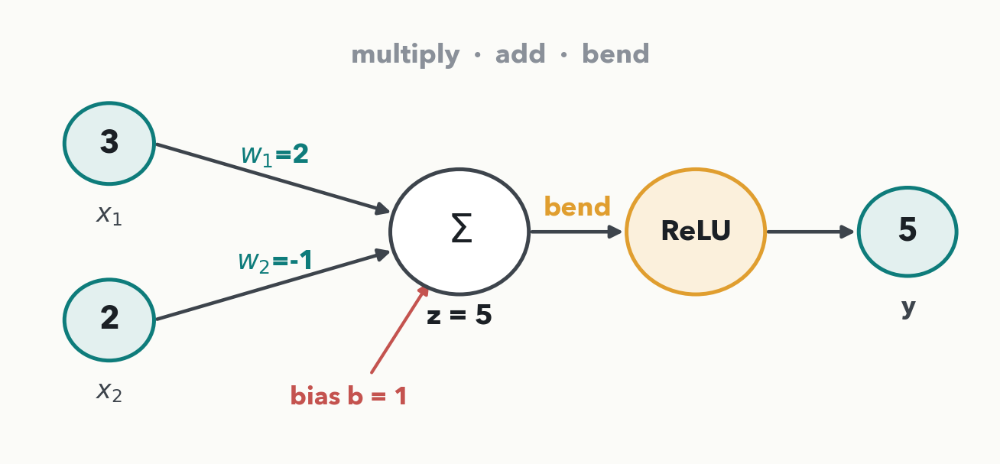 multiply · add · bend
3
x₁
w₁=2
2
x₂
w₂=-1
bias b = 1
Σ
z = 5
bend
ReLU
5
y